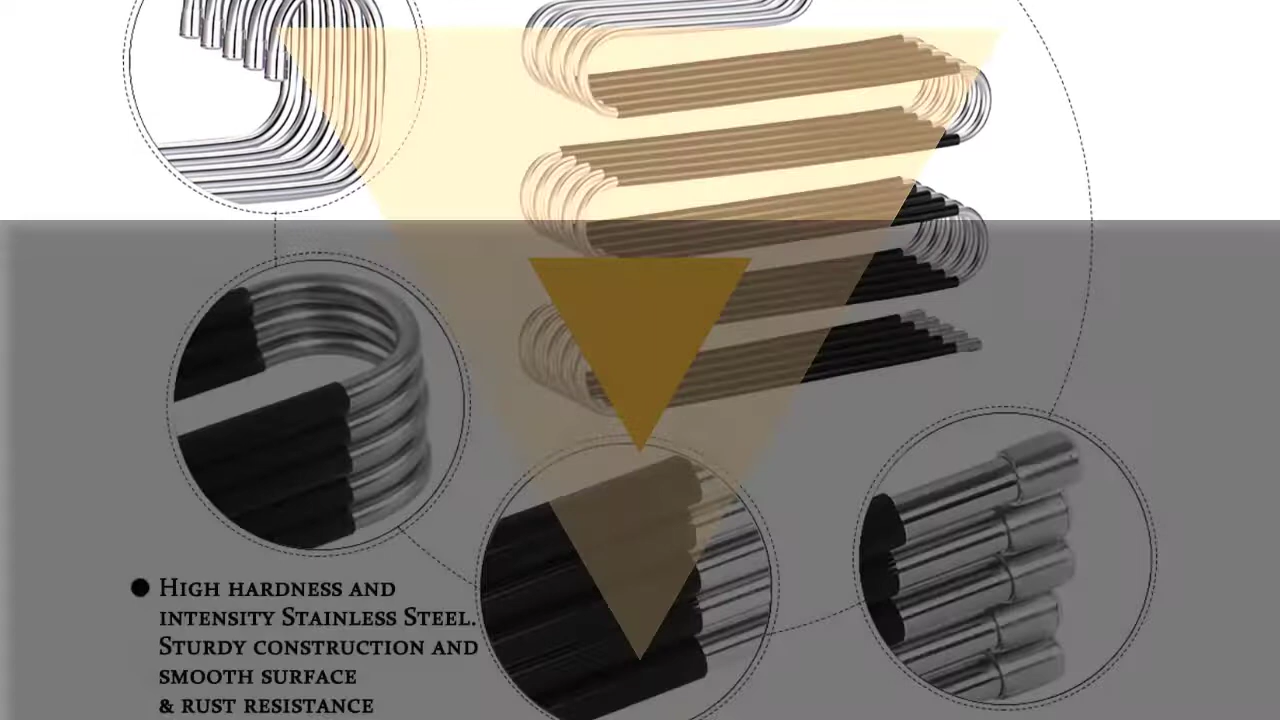 High hardness and
intensity Stainless Steel.
Sturdy construction and
smooth surface
& rust resistance